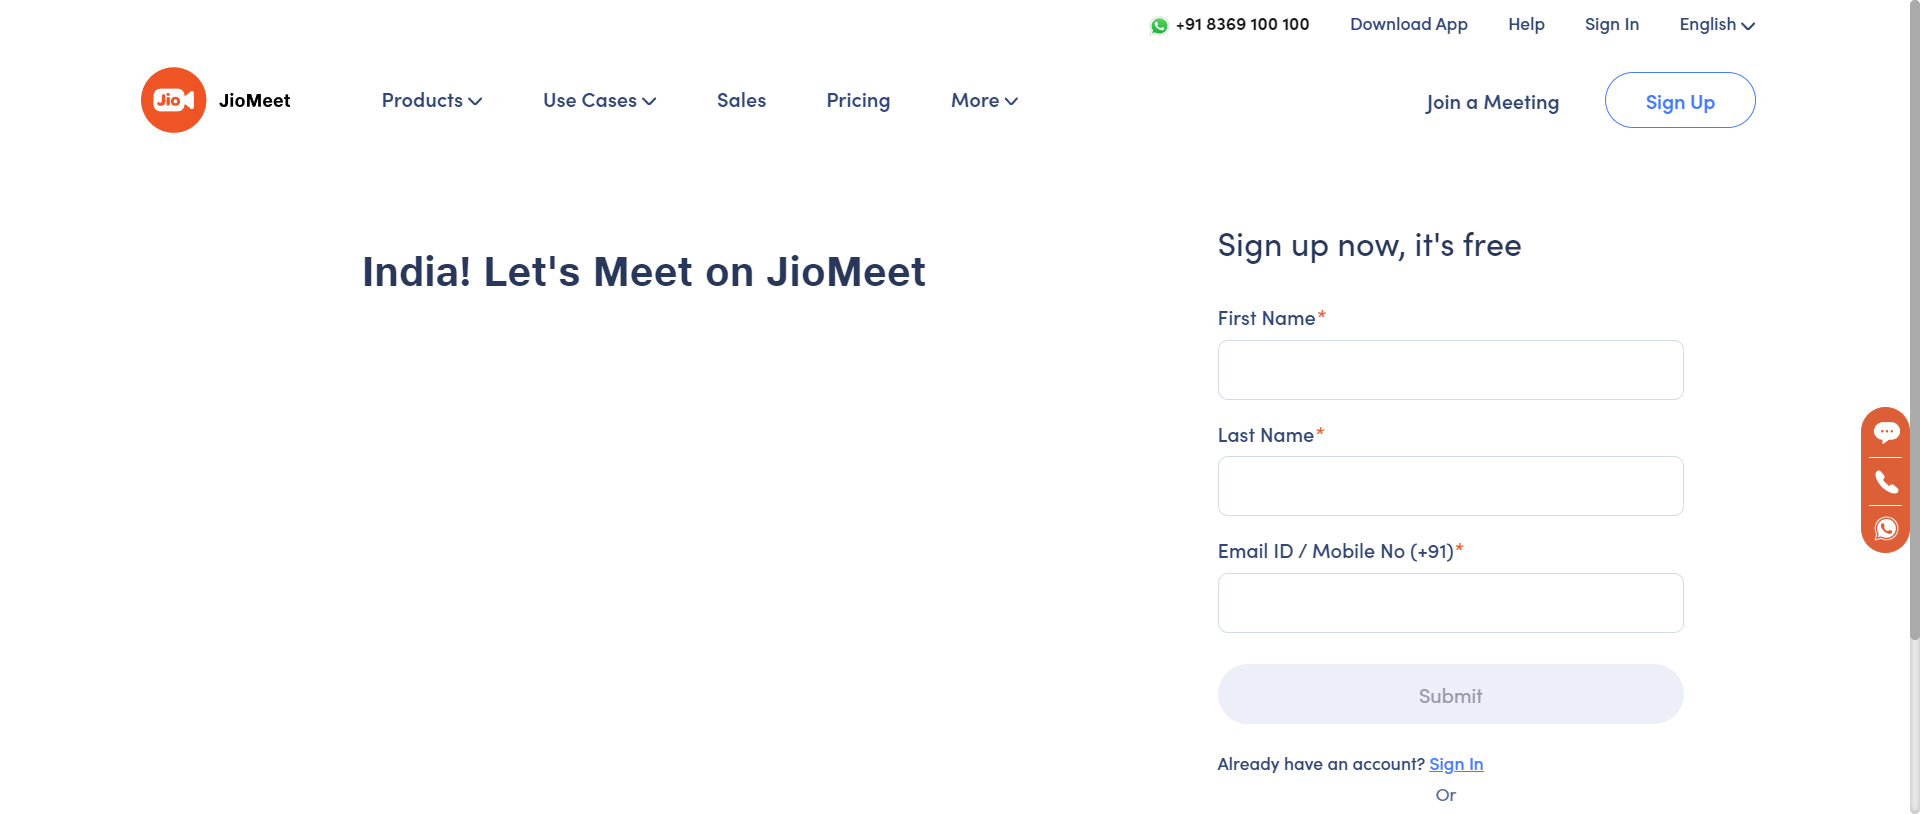 +91 8369 100 100 Download App Help Sign In English
Jio JioMeet Products Use Cases Sales Pricing More Join a Meeting Sign Up
India! Let's Meet on JioMeet
Sign up now, it's free
First Name*
Last Name*
Email ID / Mobile No (+91)*
Submit
Already have an account? Sign In
Or